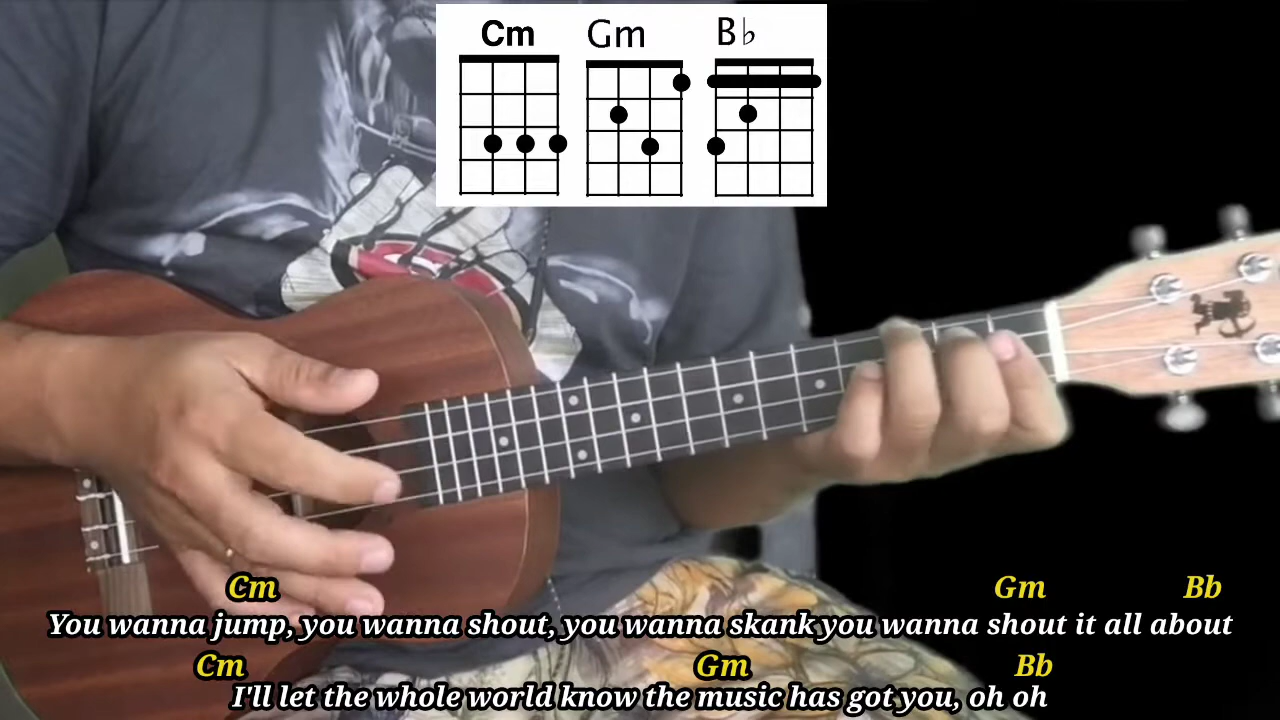 Cm Gm B♭
Cm Gm Bb
You wanna jump, you wanna shout, you wanna skank you wanna shout it all about
Cm Gm Bb
I'll let the whole world know the music has got you, oh oh